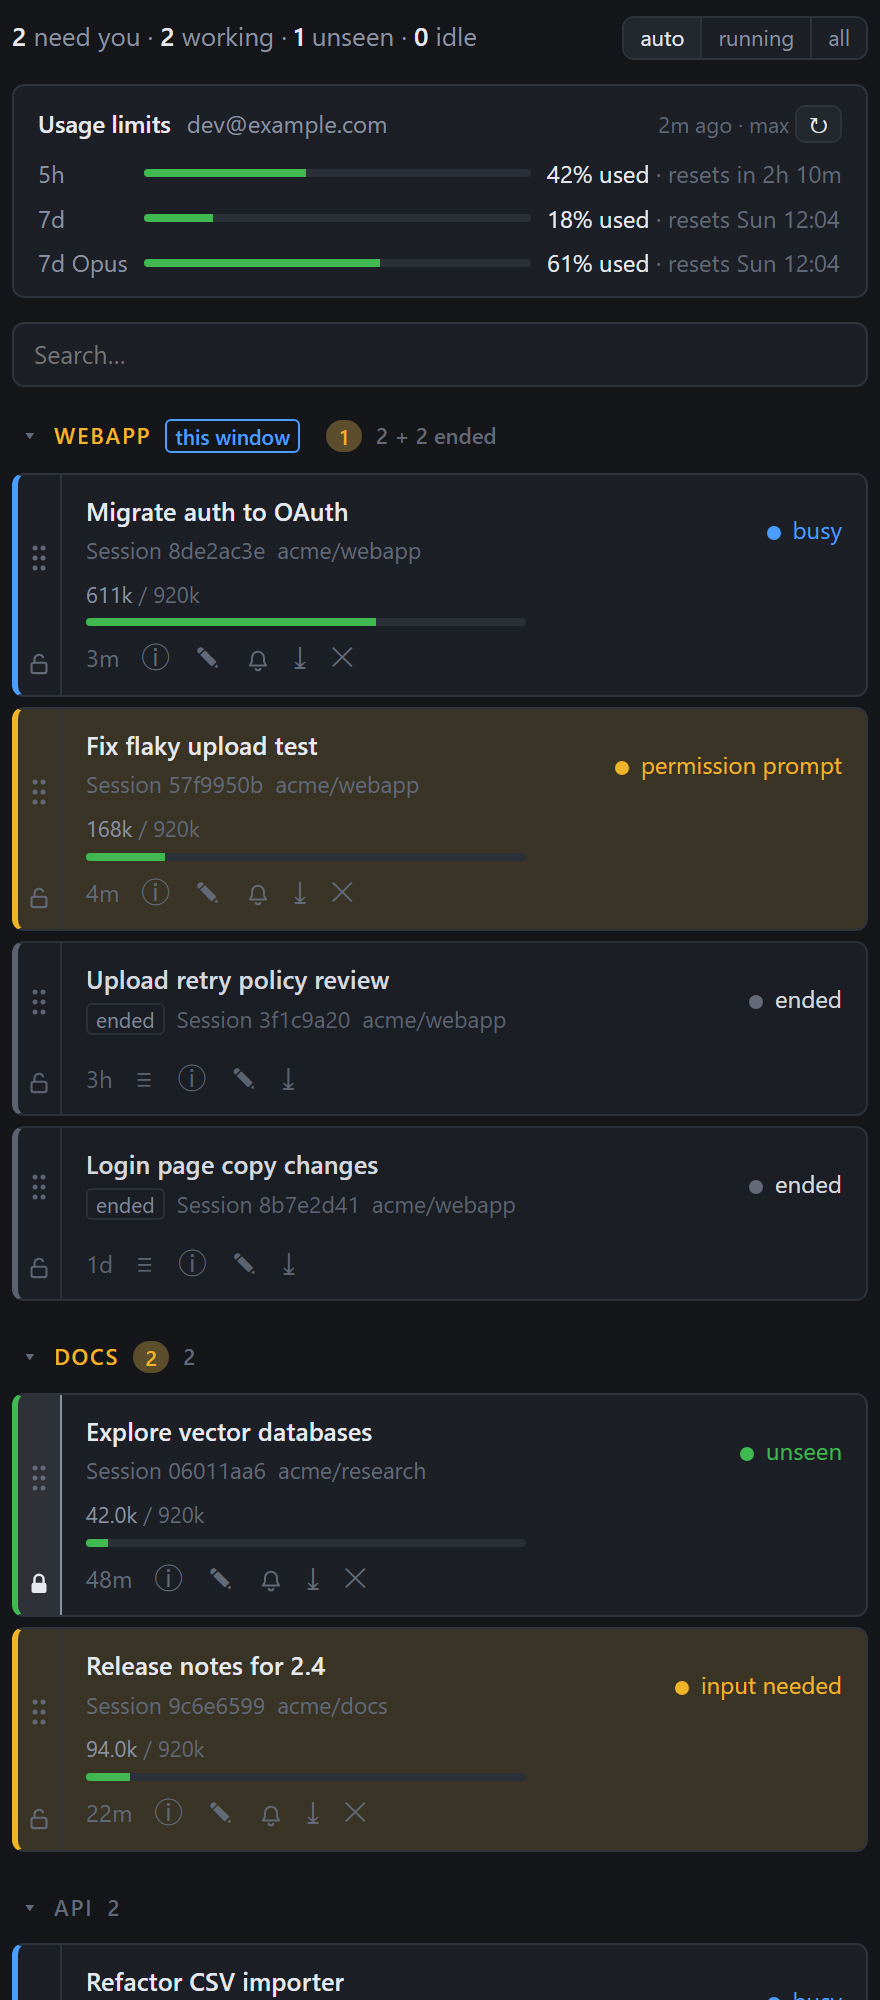 2 need you · 2 working · 1 unseen · 0 idle
auto running all
Usage limits dev@example.com 2m ago · max
5h 42% used · resets in 2h 10m
7d 18% used · resets Sun 12:04
7d Opus 61% used · resets Sun 12:04
Search...
WEBAPP this window 1 2 + 2 ended
Migrate auth to OAuth
busy
Session 8de2ac3e acme/webapp
611k / 920k
3m
Fix flaky upload test
permission prompt
Session 57f9950b acme/webapp
168k / 920k
4m
Upload retry policy review
ended
ended Session 3f1c9a20 acme/webapp
3h
Login page copy changes
ended
ended Session 8b7e2d41 acme/webapp
1d
DOCS 2 2
Explore vector databases
unseen
Session 06011aa6 acme/research
42.0k / 920k
48m
Release notes for 2.4
input needed
Session 9c6e6599 acme/docs
94.0k / 920k
22m
API 2
Refactor CSV importer
busy